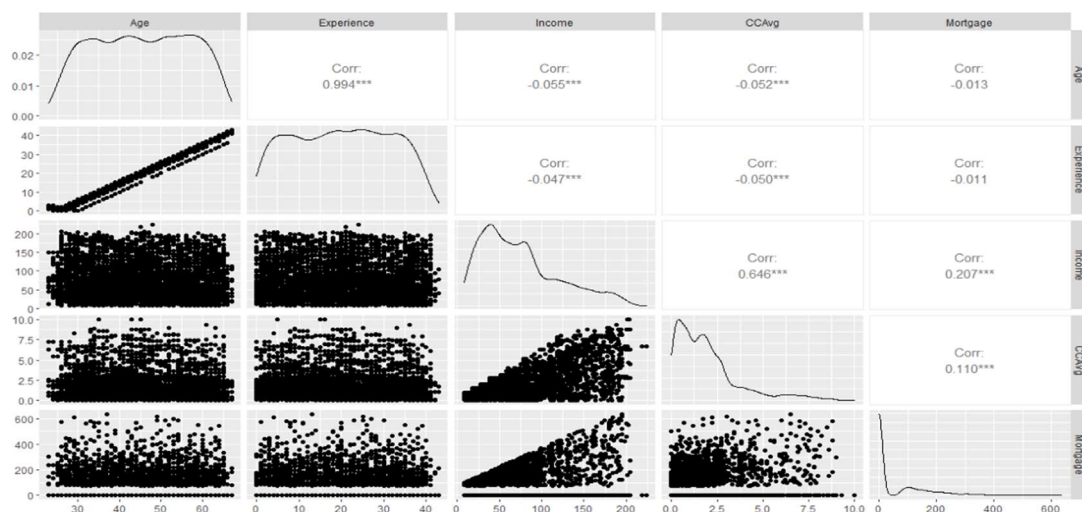 Age Experience Income CCAvg Mortgage
0.02
0.01
0.00
Corr:
0.994***
Corr:
-0.055***
Corr:
-0.052***
Corr:
-0.013
Age
40
30
20
10
0
Corr:
-0.047***
Corr:
-0.050***
Corr:
-0.011
Experience
200
150
100
50
0
Corr:
0.646***
Corr:
0.207***
Income
10.0
7.5
5.0
2.5
0.0
Corr:
0.110***
CCAvg
600
400
200
0
Mortgage
30 40 50 60 0 10 20 30 40 0 50 100 150 200 0.0 2.5 5.0 7.5 10.0 0 200 400 600